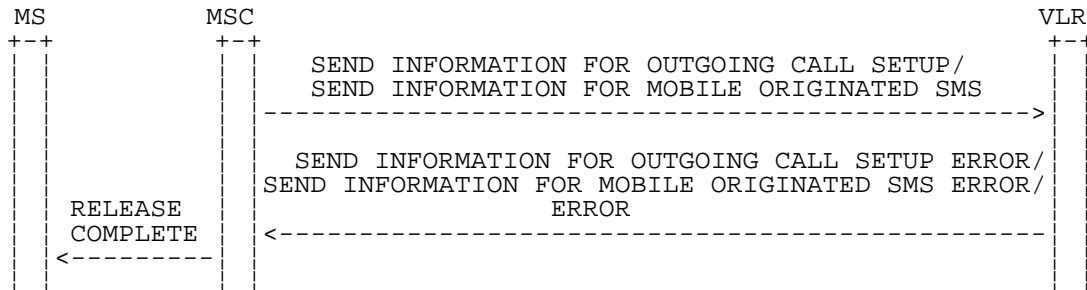 MS MSC VLR
SEND INFORMATION FOR OUTGOING CALL SETUP/
SEND INFORMATION FOR MOBILE ORIGINATED SMS
SEND INFORMATION FOR OUTGOING CALL SETUP ERROR/
SEND INFORMATION FOR MOBILE ORIGINATED SMS ERROR/
RELEASE ERROR
COMPLETE